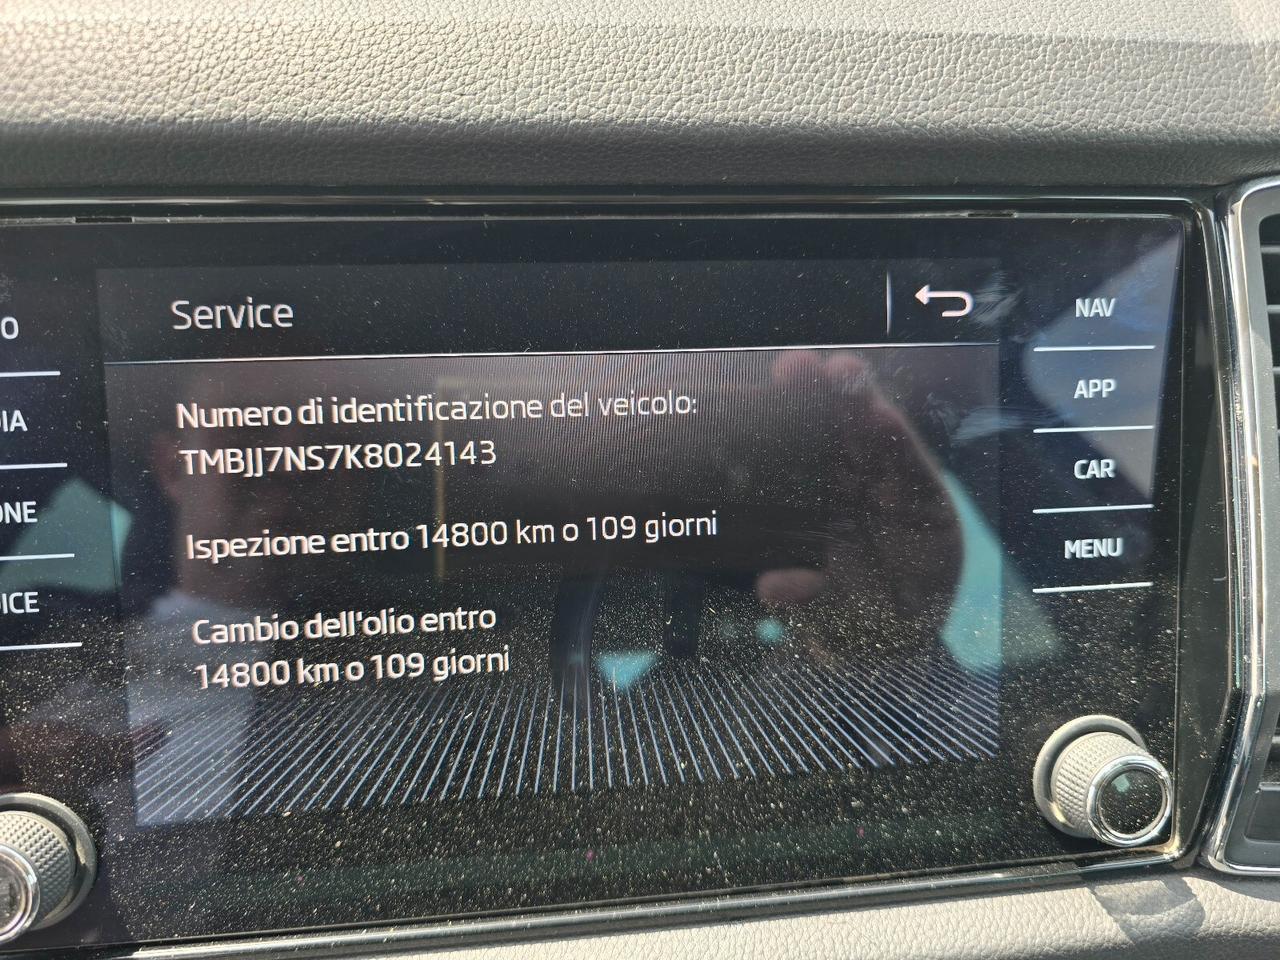 Service
NAV
APP
CAR
MENU
Numero di identificazione del veicolo:
TMBJJ7NS7K8024143
Ispezione entro 14800 km o 109 giorni
Cambio dell'olio entro
14800 km o 109 giorni